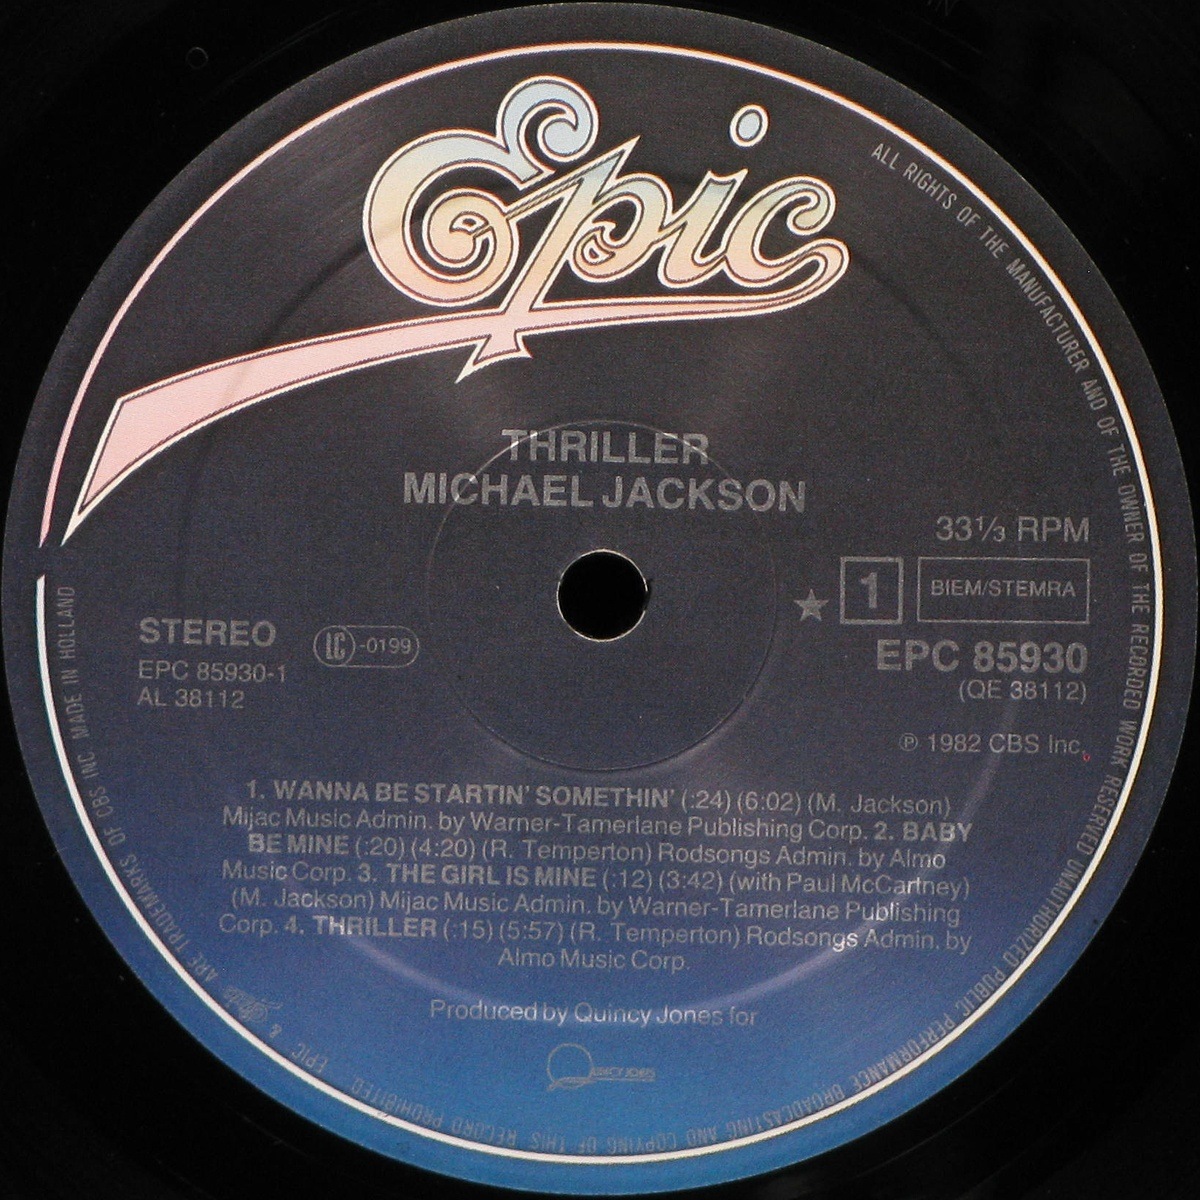 Epic
ALL RIGHTS OF THE MANUFACTURER AND OF THE OWNER OF THE RECORDED WORK RESERVED UNAUTHORIZED PUBLIC PERFORMANCE BROADCASTING AND COPYING OF THIS RECORD PROHIBITED
EPIC & Epic ARE TRADEMARKS OF CBS INC. MADE IN HOLLAND
THRILLER
MICHAEL JACKSON
33⅓ RPM
★ 1 BIEM/STEMRA
STEREO LC-0199
EPC 85930
EPC 85930-1
(QE 38112)
AL 38112
℗ 1982 CBS Inc.
1. WANNA BE STARTIN' SOMETHIN' (:24) (6:02) (M. Jackson)
Mijac Music Admin. by Warner-Tamerlane Publishing Corp. 2. BABY
BE MINE (:20) (4:20) (R. Temperton) Rodsongs Admin. by Almo
Music Corp. 3. THE GIRL IS MINE (:12) (3:42) (with Paul McCartney)
(M. Jackson) Mijac Music Admin. by Warner-Tamerlane Publishing
Corp. 4. THRILLER (:15) (5:57) (R. Temperton) Rodsongs Admin. by
Almo Music Corp.
Produced by Quincy Jones for
QUINCY JONES